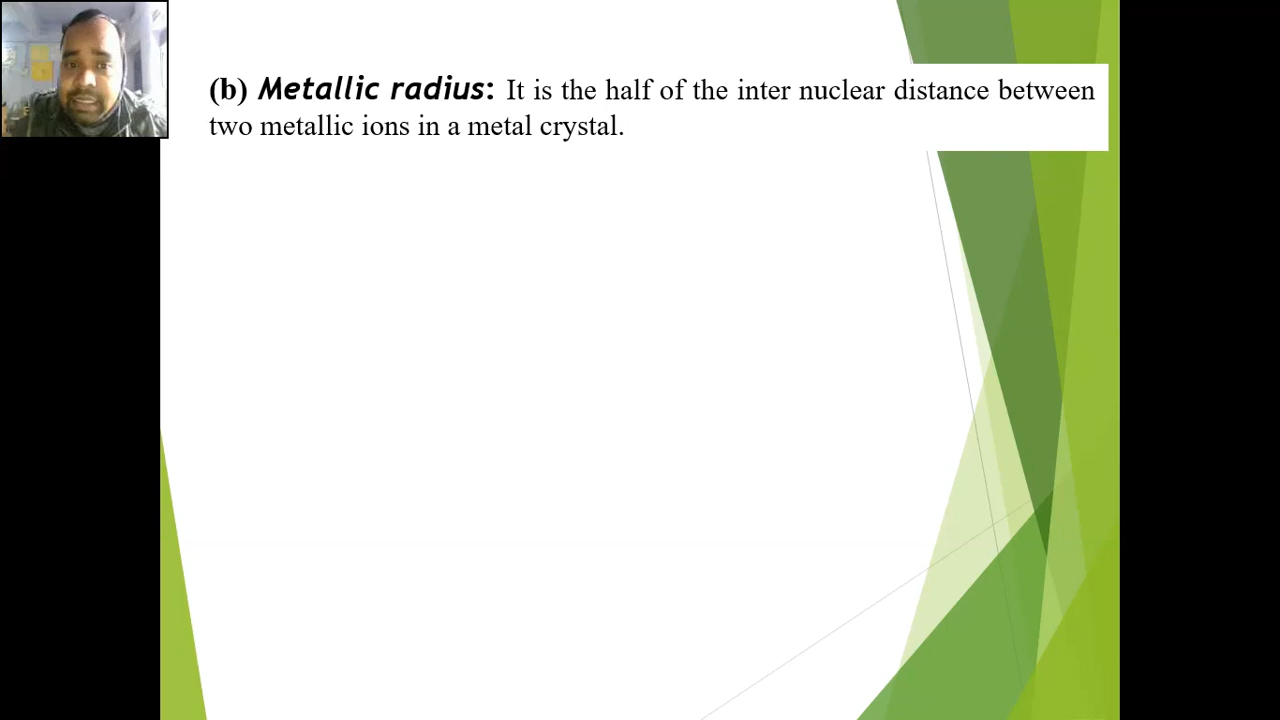 (b) Metallic radius: It is the half of the inter nuclear distance between
two metallic ions in a metal crystal.